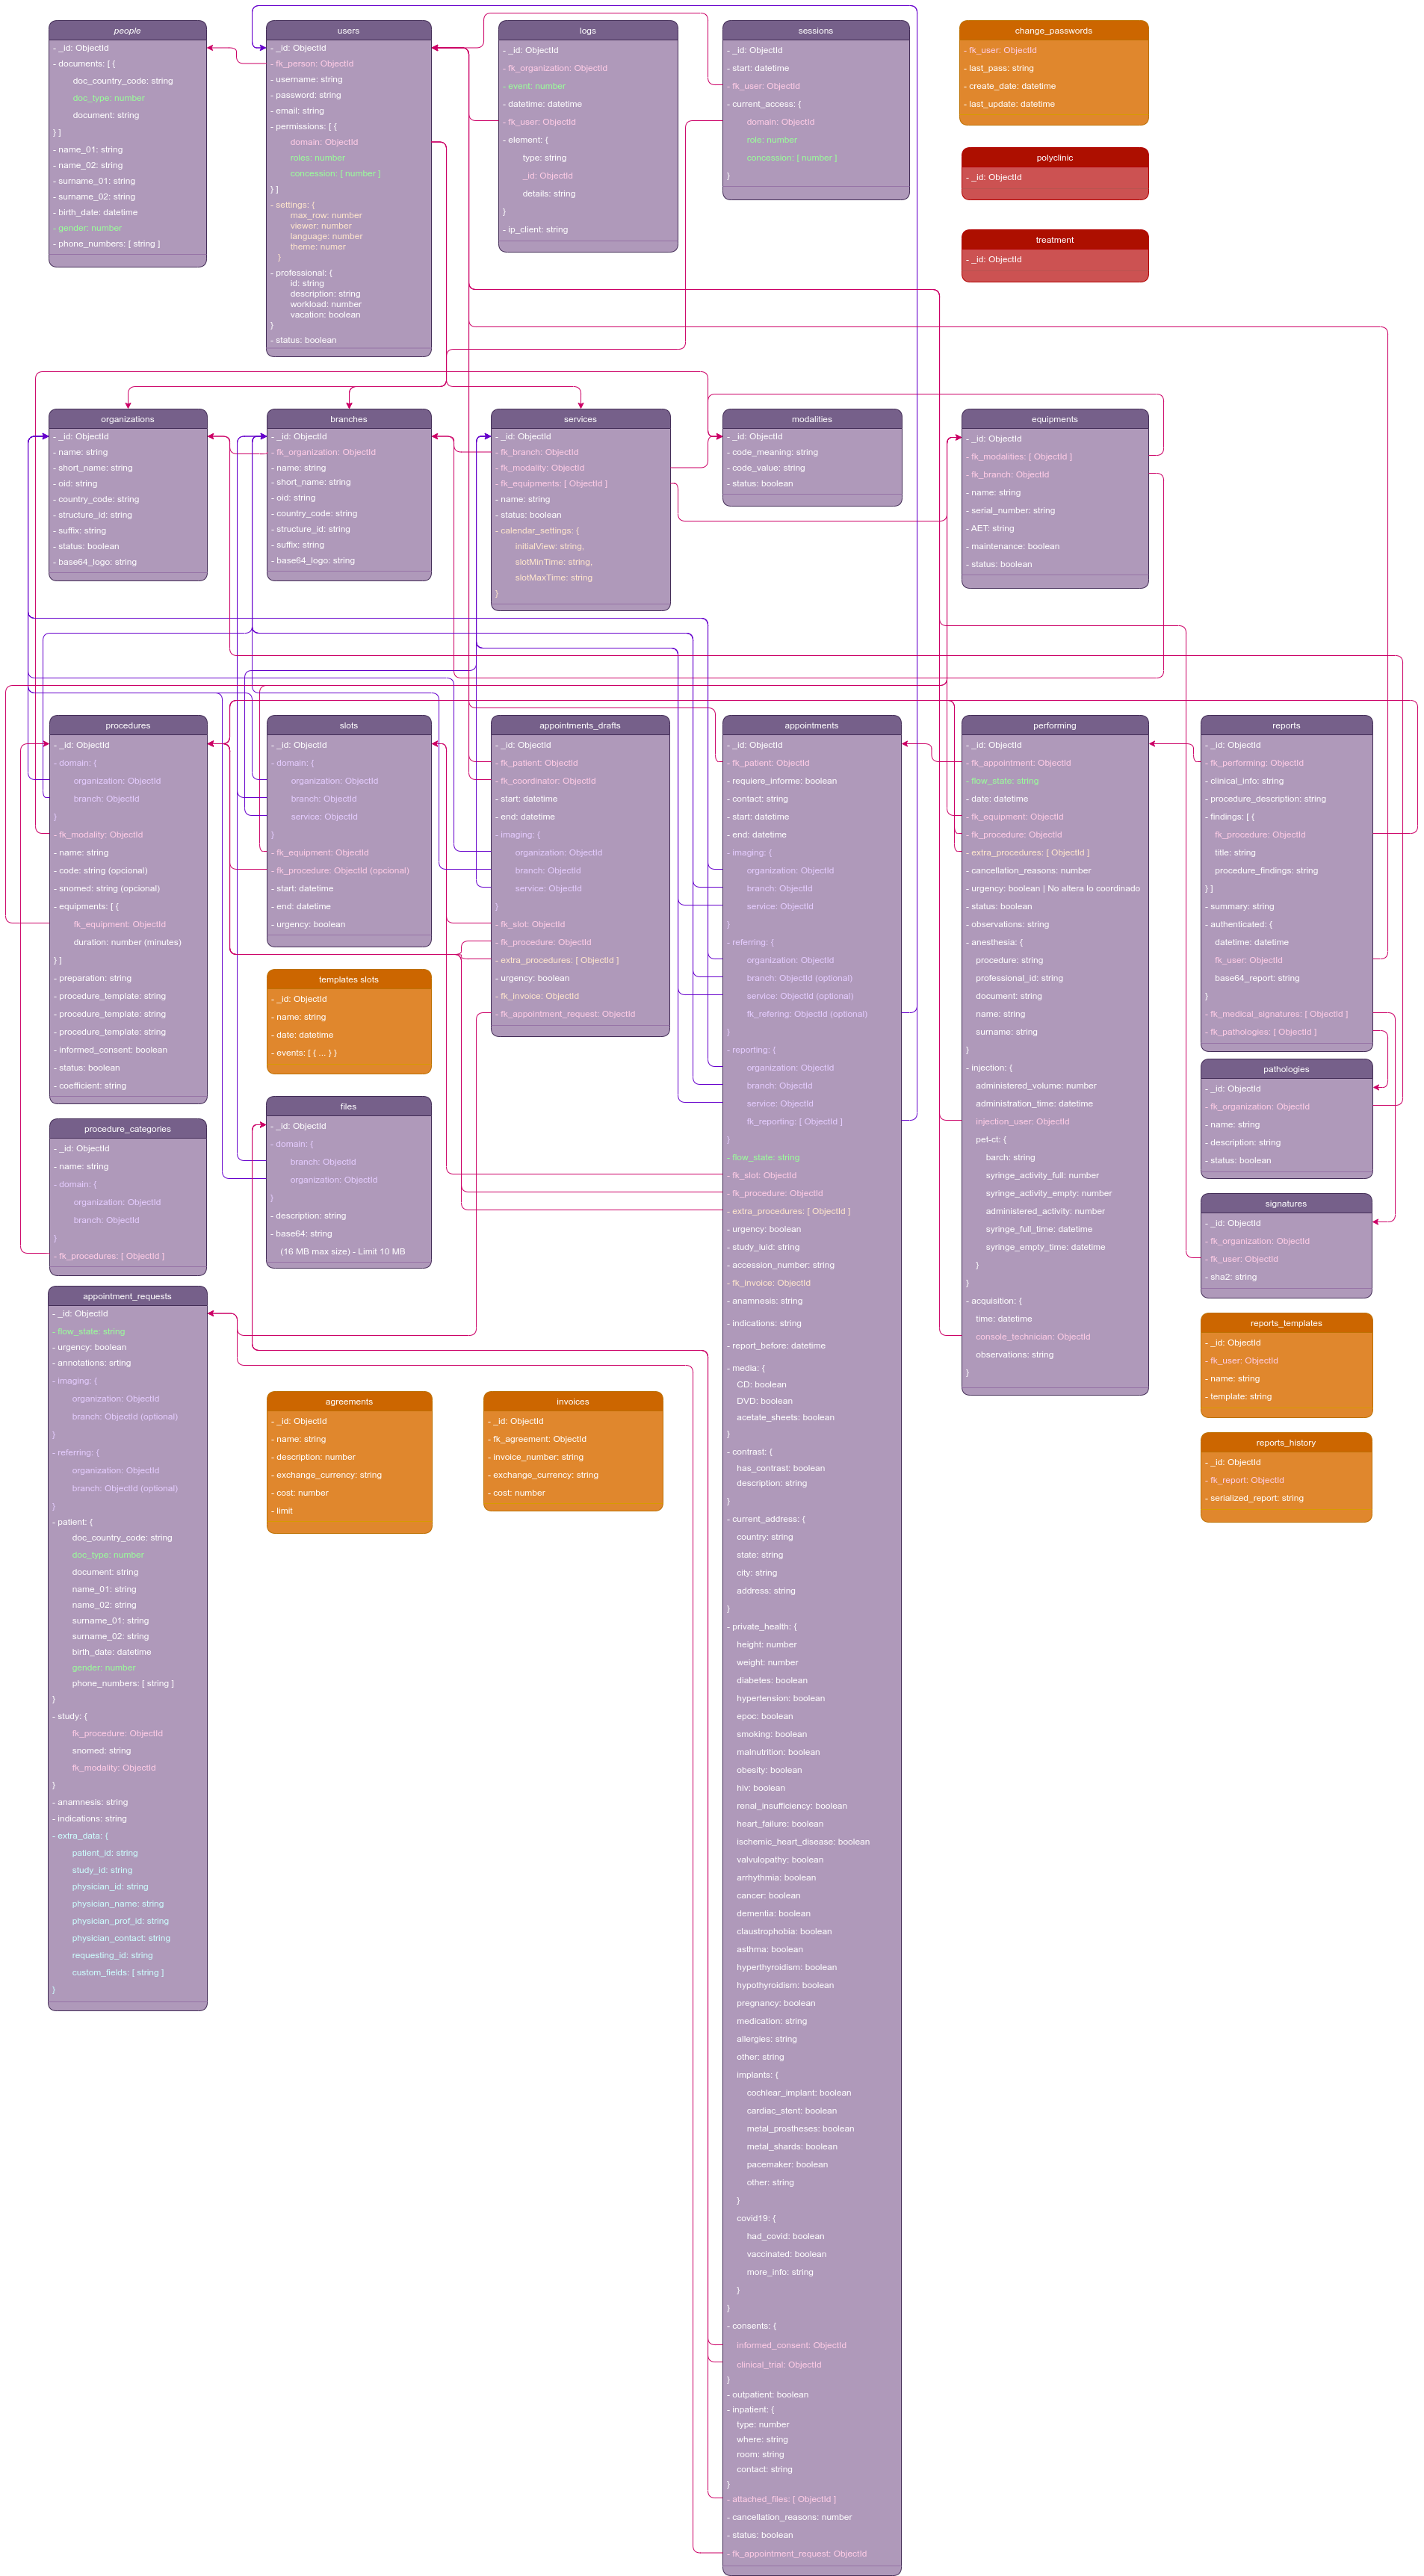 people
- _id: ObjectId
- documents: [ {
doc_country_code: string
doc_type: number
document: string
} ]
- name_01: string
- name_02: string
- surname_01: string
- surname_02: string
- birth_date: datetime
- gender: number
- phone_numbers: [ string ]
users
- _id: ObjectId
- fk_person: ObjectId
- username: string
- password: string
- email: string
- permissions: [ {
domain: ObjectId
roles: number
concession: [ number ]
} ]
- settings: {
max_row: number
viewer: number
language: number
theme: numer
}
- professional: {
id: string
description: string
workload: number
vacation: boolean
}
- status: boolean
logs
- _id: ObjectId
- fk_organization: ObjectId
- event: number
- datetime: datetime
- fk_user: ObjectId
- element: {
type: string
_id: ObjectId
details: string
}
- ip_client: string
sessions
- _id: ObjectId
- start: datetime
- fk_user: ObjectId
- current_access: {
domain: ObjectId
role: number
concession: [ number ]
}
change_passwords
- fk_user: ObjectId
- last_pass: string
- create_date: datetime
- last_update: datetime
polyclinic
- _id: ObjectId
treatment
- _id: ObjectId
organizations
- _id: ObjectId
- name: string
- short_name: string
- oid: string
- country_code: string
- structure_id: string
- suffix: string
- status: boolean
- base64_logo: string
branches
- _id: ObjectId
- fk_organization: ObjectId
- name: string
- short_name: string
- oid: string
- country_code: string
- structure_id: string
- suffix: string
- base64_logo: string
services
- _id: ObjectId
- fk_branch: ObjectId
- fk_modality: ObjectId
- fk_equipments: [ ObjectId ]
- name: string
- status: boolean
- calendar_settings: {
initialView: string,
slotMinTime: string,
slotMaxTime: string
}
modalities
- _id: ObjectId
- code_meaning: string
- code_value: string
- status: boolean
equipments
- _id: ObjectId
- fk_modalities: [ ObjectId ]
- fk_branch: ObjectId
- name: string
- serial_number: string
- AET: string
- maintenance: boolean
- status: boolean
procedures
- _id: ObjectId
- domain: {
organization: ObjectId
branch: ObjectId
}
- fk_modality: ObjectId
- name: string
- code: string (opcional)
- snomed: string (opcional)
- equipments: [ {
fk_equipment: ObjectId
duration: number (minutes)
} ]
- preparation: string
- procedure_template: string
- procedure_template: string
- procedure_template: string
- informed_consent: boolean
- status: boolean
- coefficient: string
slots
- _id: ObjectId
- domain: {
organization: ObjectId
branch: ObjectId
service: ObjectId
}
- fk_equipment: ObjectId
- fk_procedure: ObjectId (opcional)
- start: datetime
- end: datetime
- urgency: boolean
appointments_drafts
- _id: ObjectId
- fk_patient: ObjectId
- fk_coordinator: ObjectId
- start: datetime
- end: datetime
- imaging: {
organization: ObjectId
branch: ObjectId
service: ObjectId
}
- fk_slot: ObjectId
- fk_procedure: ObjectId
- extra_procedures: [ ObjectId ]
- urgency: boolean
- fk_invoice: ObjectId
- fk_appointment_request: ObjectId
appointments
- _id: ObjectId
- fk_patient: ObjectId
- requiere_informe: boolean
- contact: string
- start: datetime
- end: datetime
- imaging: {
organization: ObjectId
branch: ObjectId
service: ObjectId
}
- referring: {
organization: ObjectId
branch: ObjectId (optional)
service: ObjectId (optional)
fk_refering: ObjectId (optional)
}
- reporting: {
organization: ObjectId
branch: ObjectId
service: ObjectId
fk_reporting: [ ObjectId ]
}
- flow_state: string
- fk_slot: ObjectId
- fk_procedure: ObjectId
- extra_procedures: [ ObjectId ]
- urgency: boolean
- study_iuid: string
- accession_number: string
- fk_invoice: ObjectId
- anamnesis: string
- indications: string
- report_before: datetime
- media: {
CD: boolean
DVD: boolean
acetate_sheets: boolean
}
- contrast: {
has_contrast: boolean
description: string
}
- current_address: {
country: string
state: string
city: string
address: string
}
- private_health: {
height: number
weight: number
diabetes: boolean
hypertension: boolean
epoc: boolean
smoking: boolean
malnutrition: boolean
obesity: boolean
hiv: boolean
renal_insufficiency: boolean
heart_failure: boolean
ischemic_heart_disease: boolean
valvulopathy: boolean
arrhythmia: boolean
cancer: boolean
dementia: boolean
claustrophobia: boolean
asthma: boolean
hyperthyroidism: boolean
hypothyroidism: boolean
pregnancy: boolean
medication: string
allergies: string
other: string
implants: {
cochlear_implant: boolean
cardiac_stent: boolean
metal_prostheses: boolean
metal_shards: boolean
pacemaker: boolean
other: string
}
covid19: {
had_covid: boolean
vaccinated: boolean
more_info: string
}
}
- consents: {
informed_consent: ObjectId
clinical_trial: ObjectId
}
- outpatient: boolean
- inpatient: {
type: number
where: string
room: string
contact: string
}
- attached_files: [ ObjectId ]
- cancellation_reasons: number
- status: boolean
- fk_appointment_request: ObjectId
performing
- _id: ObjectId
- fk_appointment: ObjectId
- flow_state: string
- date: datetime
- fk_equipment: ObjectId
- fk_procedure: ObjectId
- extra_procedures: [ ObjectId ]
- cancellation_reasons: number
- urgency: boolean | No altera lo coordinado
- status: boolean
- observations: string
- anesthesia: {
procedure: string
professional_id: string
document: string
name: string
surname: string
}
- injection: {
administered_volume: number
administration_time: datetime
injection_user: ObjectId
pet-ct: {
barch: string
syringe_activity_full: number
syringe_activity_empty: number
administered_activity: number
syringe_full_time: datetime
syringe_empty_time: datetime
}
}
- acquisition: {
time: datetime
console_technician: ObjectId
observations: string
}
reports
- _id: ObjectId
- fk_performing: ObjectId
- clinical_info: string
- procedure_description: string
- findings: [ {
fk_procedure: ObjectId
title: string
procedure_findings: string
} ]
- summary: string
- authenticated: {
datetime: datetime
fk_user: ObjectId
base64_report: string
}
- fk_medical_signatures: [ ObjectId ]
- fk_pathologies: [ ObjectId ]
pathologies
- _id: ObjectId
- fk_organization: ObjectId
- name: string
- description: string
- status: boolean
signatures
- _id: ObjectId
- fk_organization: ObjectId
- fk_user: ObjectId
- sha2: string
reports_templates
- _id: ObjectId
- fk_user: ObjectId
- name: string
- template: string
reports_history
- _id: ObjectId
- fk_report: ObjectId
- serialized_report: string
templates slots
- _id: ObjectId
- name: string
- date: datetime
- events: [ { ... } }
files
- _id: ObjectId
- domain: {
branch: ObjectId
organization: ObjectId
}
- description: string
- base64: string
(16 MB max size) - Limit 10 MB
procedure_categories
- _id: ObjectId
- name: string
- domain: {
organization: ObjectId
branch: ObjectId
}
- fk_procedures: [ ObjectId ]
appointment_requests
- _id: ObjectId
- flow_state: string
- urgency: boolean
- annotations: srting
- imaging: {
organization: ObjectId
branch: ObjectId (optional)
}
- referring: {
organization: ObjectId
branch: ObjectId (optional)
}
- patient: {
doc_country_code: string
doc_type: number
document: string
name_01: string
name_02: string
surname_01: string
surname_02: string
birth_date: datetime
gender: number
phone_numbers: [ string ]
}
- study: {
fk_procedure: ObjectId
snomed: string
fk_modality: ObjectId
}
- anamnesis: string
- indications: string
- extra_data: {
patient_id: string
study_id: string
physician_id: string
physician_name: string
physician_prof_id: string
physician_contact: string
requesting_id: string
custom_fields: [ string ]
}
agreements
- _id: ObjectId
- name: string
- description: number
- exchange_currency: string
- cost: number
- limit
invoices
- _id: ObjectId
- fk_agreement: ObjectId
- invoice_number: string
- exchange_currency: string
- cost: number